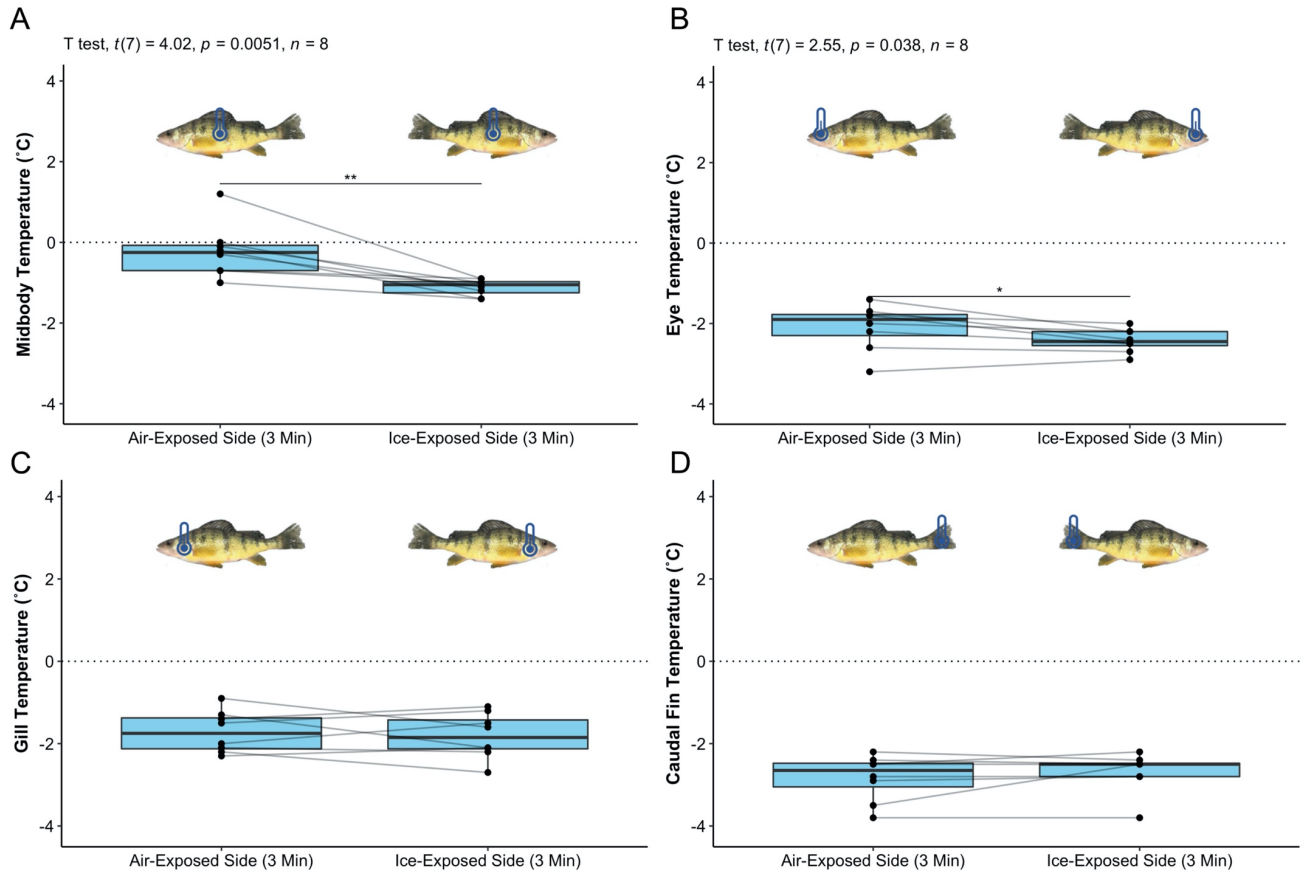 A
T test, t(7) = 4.02, p = 0.0051, n = 8
Midbody Temperature (˚C)
4
2
0
-2
-4
**
Air-Exposed Side (3 Min)
Ice-Exposed Side (3 Min)
B
T test, t(7) = 2.55, p = 0.038, n = 8
Eye Temperature (˚C)
4
2
0
-2
-4
*
Air-Exposed Side (3 Min)
Ice-Exposed Side (3 Min)
C
Gill Temperature (˚C)
4
2
0
-2
-4
Air-Exposed Side (3 Min)
Ice-Exposed Side (3 Min)
D
Caudal Fin Temperature (˚C)
4
2
0
-2
-4
Air-Exposed Side (3 Min)
Ice-Exposed Side (3 Min)